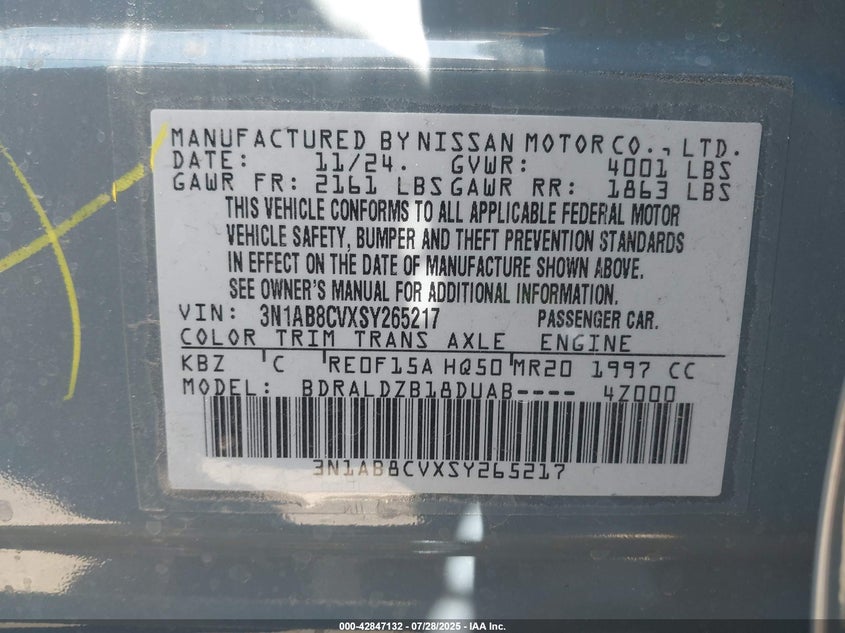 MANUFACTURED BY NISSAN MOTOR CO., LTD.
DATE: 11/24. GVWR: 4001 LBS
GAWR FR: 2161 LBS GAWR RR: 1863 LBS
THIS VEHICLE CONFORMS TO ALL APPLICABLE FEDERAL MOTOR
VEHICLE SAFETY, BUMPER AND THEFT PREVENTION STANDARDS
IN EFFECT ON THE DATE OF MANUFACTURE SHOWN ABOVE.
SEE OWNER'S MANUAL FOR ADDITIONAL INFORMATION.
VIN: 3N1AB8CVXSY265217 PASSENGER CAR.
COLOR TRIM TRANS AXLE ENGINE
KBZ C RE0F15A HQ50 MR20 1997 CC
MODEL: BDRALDZB18DUAB---- 4Z000
3N1AB8CVXSY265217
000-42847132 - 07/28/2025 - IAA Inc.